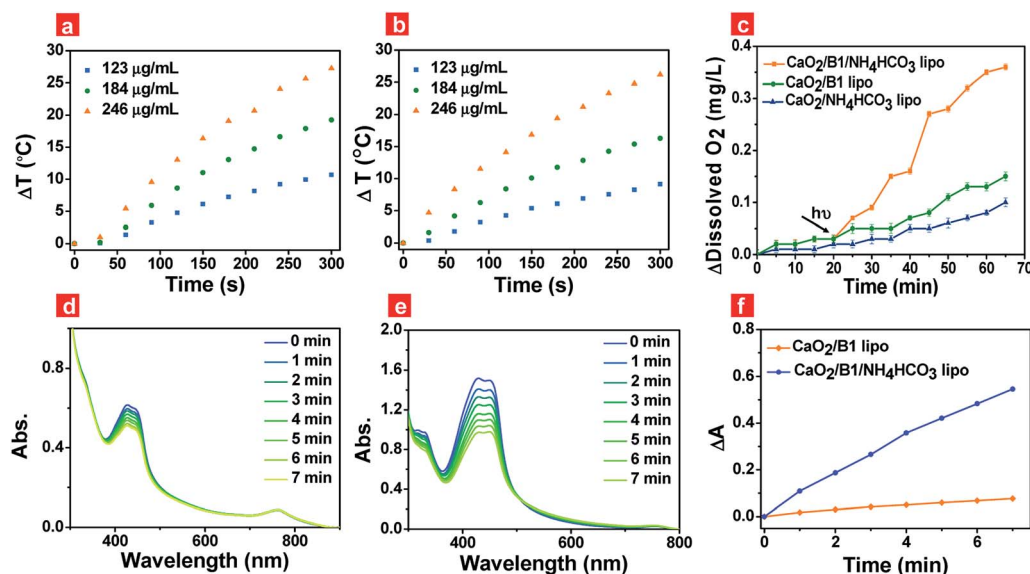 a
ΔT (°C)
30
25
20
15
10
5
0
123 μg/mL
184 μg/mL
246 μg/mL
0 50 100 150 200 250 300
Time (s)
b
ΔT (°C)
30
25
20
15
10
5
0
123 μg/mL
184 μg/mL
246 μg/mL
0 50 100 150 200 250 300
Time (s)
c
ΔDissolved O2 (mg/L)
0.4
0.3
0.2
0.1
0.0
CaO2/B1/NH4HCO3 lipo
CaO2/B1 lipo
CaO2/NH4HCO3 lipo
hυ
0 10 20 30 40 50 60 70
Time (min)
d
Abs.
0.8
0.4
0.0
0 min
1 min
2 min
3 min
4 min
5 min
6 min
7 min
400 600 800
Wavelength (nm)
e
Abs.
2.0
1.6
1.2
0.8
0.4
0.0
0 min
1 min
2 min
3 min
4 min
5 min
6 min
7 min
400 500 600 700 800
Wavelength (nm)
f
ΔA
0.8
0.6
0.4
0.2
0.0
CaO2/B1 lipo
CaO2/B1/NH4HCO3 lipo
0 2 4 6
Time (min)